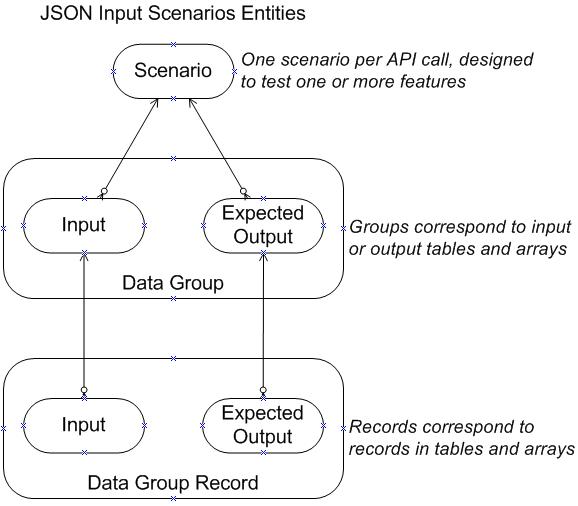 JSON Input Scenarios Entities
Scenario
One scenario per API call, designed
to test one or more features
Input
Expected
Output
Groups correspond to input
or output tables and arrays
Data Group
Input
Expected
Output
Records correspond to
records in tables and arrays
Data Group Record